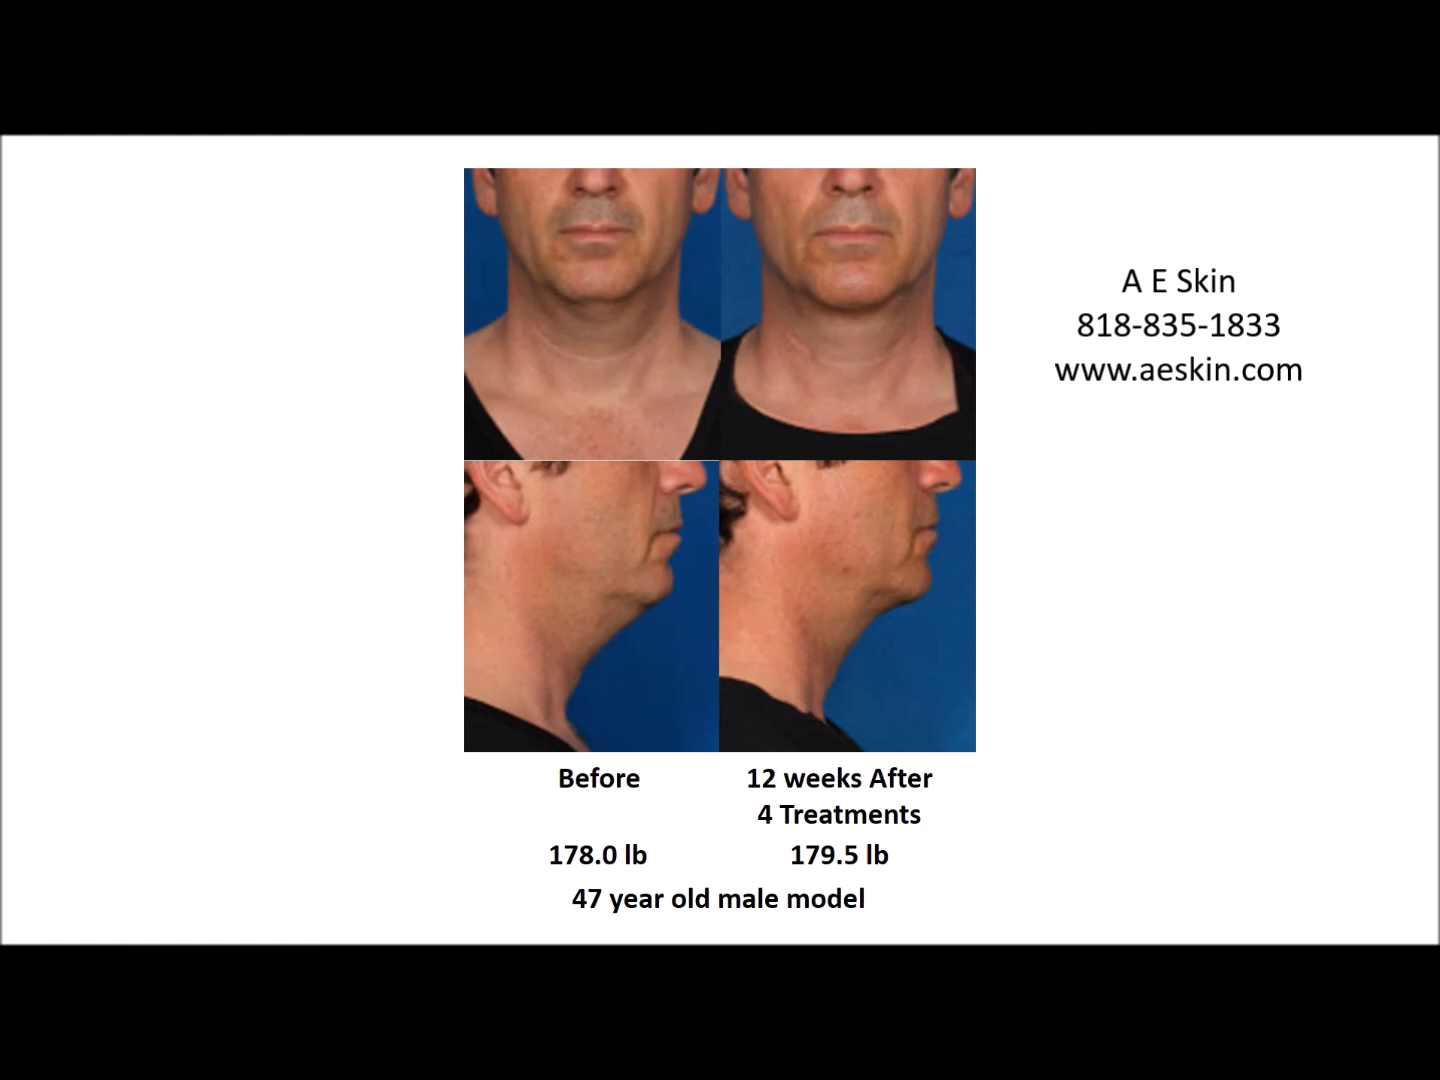 A E Skin
818-835-1833
www.aeskin.com
Before
12 weeks After
4 Treatments
178.0 lb
179.5 lb
47 year old male model